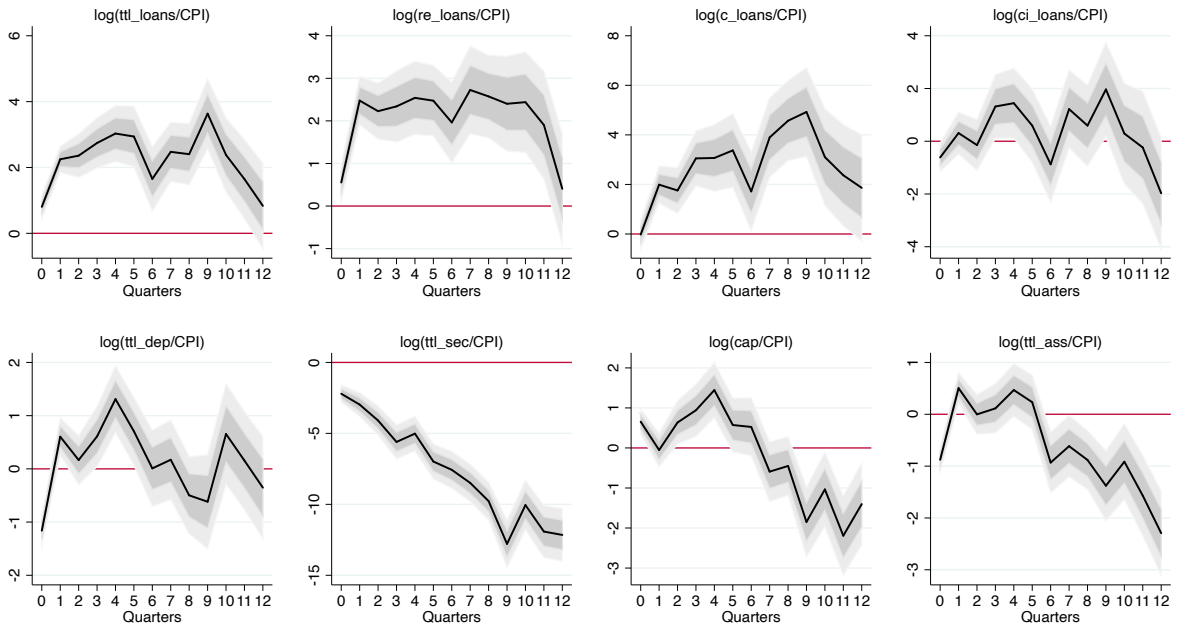 log(ttl_loans/CPI)
6
4
2
0
0 1 2 3 4 5 6 7 8 9 10 11 12
Quarters
log(re_loans/CPI)
4
3
2
1
0
-1
0 1 2 3 4 5 6 7 8 9 10 11 12
Quarters
log(c_loans/CPI)
8
6
4
2
0
0 1 2 3 4 5 6 7 8 9 10 11 12
Quarters
log(ci_loans/CPI)
4
2
0
-2
-4
0 1 2 3 4 5 6 7 8 9 10 11 12
Quarters
log(ttl_dep/CPI)
2
1
0
-1
-2
0 1 2 3 4 5 6 7 8 9 10 11 12
Quarters
log(ttl_sec/CPI)
0
-5
-10
-15
0 1 2 3 4 5 6 7 8 9 10 11 12
Quarters
log(cap/CPI)
2
1
0
-1
-2
-3
0 1 2 3 4 5 6 7 8 9 10 11 12
Quarters
log(ttl_ass/CPI)
1
0
-1
-2
-3
0 1 2 3 4 5 6 7 8 9 10 11 12
Quarters